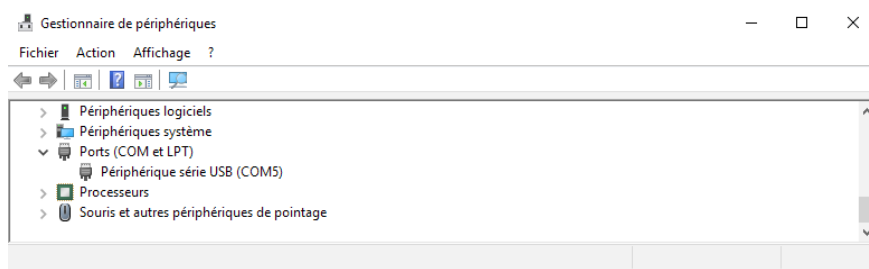 Gestionnaire de périphériques
Fichier Action Affichage ?
Périphériques logiciels
Périphériques système
Ports (COM et LPT)
Périphérique série USB (COM5)
Processeurs
Souris et autres périphériques de pointage